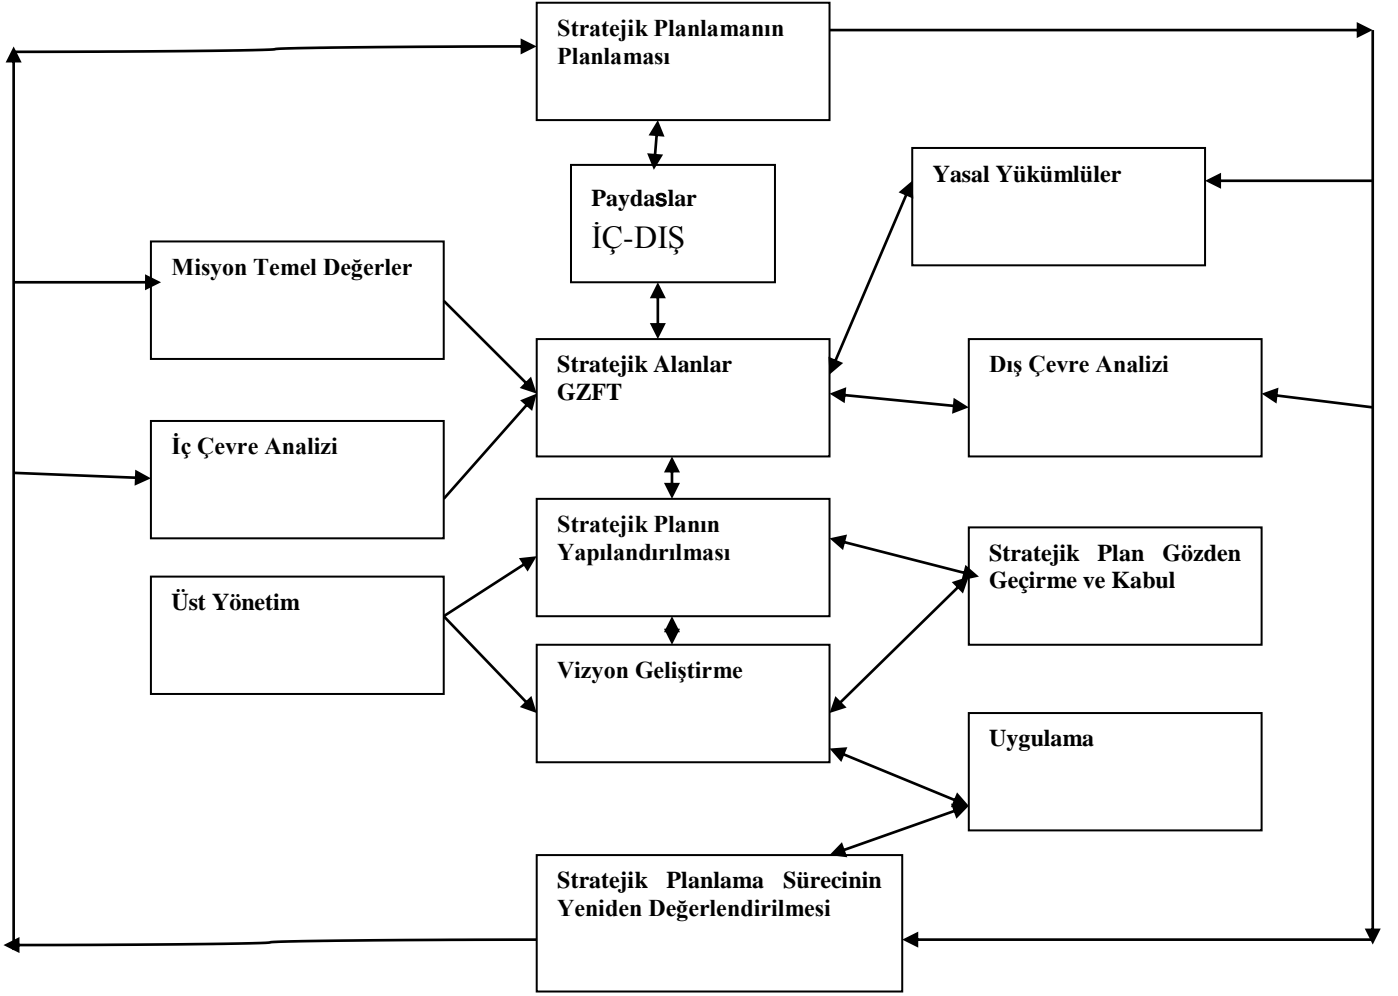 Stratejik Planlamanın
Planlaması
Paydaslar
İÇ-DIŞ
Yasal Yükümlüler
Misyon Temel Değerler
Stratejik Alanlar
GZFT
Dış Çevre Analizi
İç Çevre Analizi
Stratejik Planın
Yapılandırılması
Stratejik Plan Gözden
Geçirme ve Kabul
Üst Yönetim
Vizyon Geliştirme
Uygulama
Stratejik Planlama Sürecinin
Yeniden Değerlendirilmesi